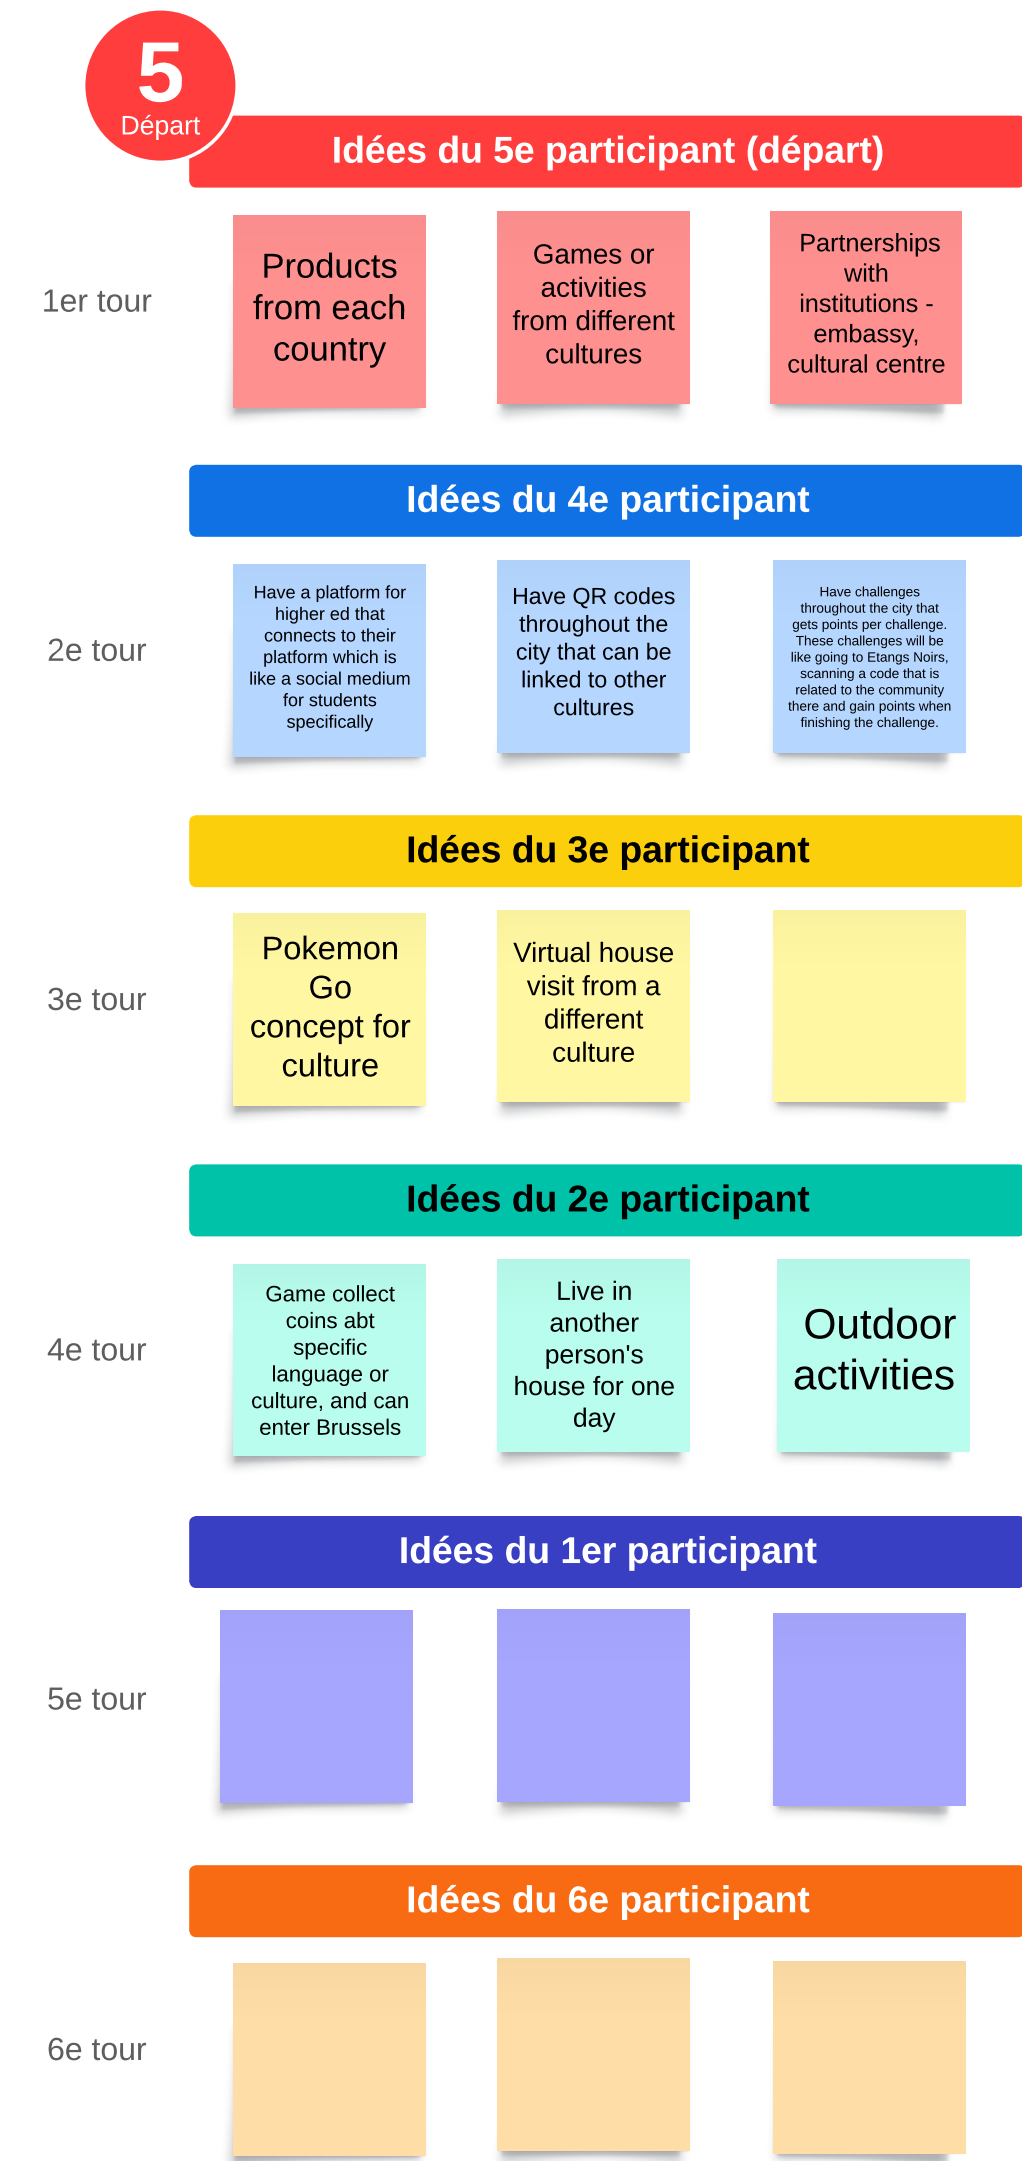 5
Départ
Idées du 5e participant (départ)
1er tour
Products
from each
country
Games or
activities
from different
cultures
Partnerships
with
institutions -
embassy,
cultural centre
Idées du 4e participant
2e tour
Have a platform for
higher ed that
connects to their
platform which is
like a social medium
for students
specifically
Have QR codes
throughout the
city that can be
linked to other
cultures
Have challenges
throughout the city that
gets points per challenge.
These challenges will be
like going to Etangs Noirs,
scanning a code that is
related to the community
there and gain points when
finishing the challenge.
Idées du 3e participant
3e tour
Pokemon
Go
concept for
culture
Virtual house
visit from a
different
culture
Idées du 2e participant
4e tour
Game collect
coins abt
specific
language or
culture, and can
enter Brussels
Live in
another
person's
house for one
day
Outdoor
activities
Idées du 1er participant
5e tour
Idées du 6e participant
6e tour